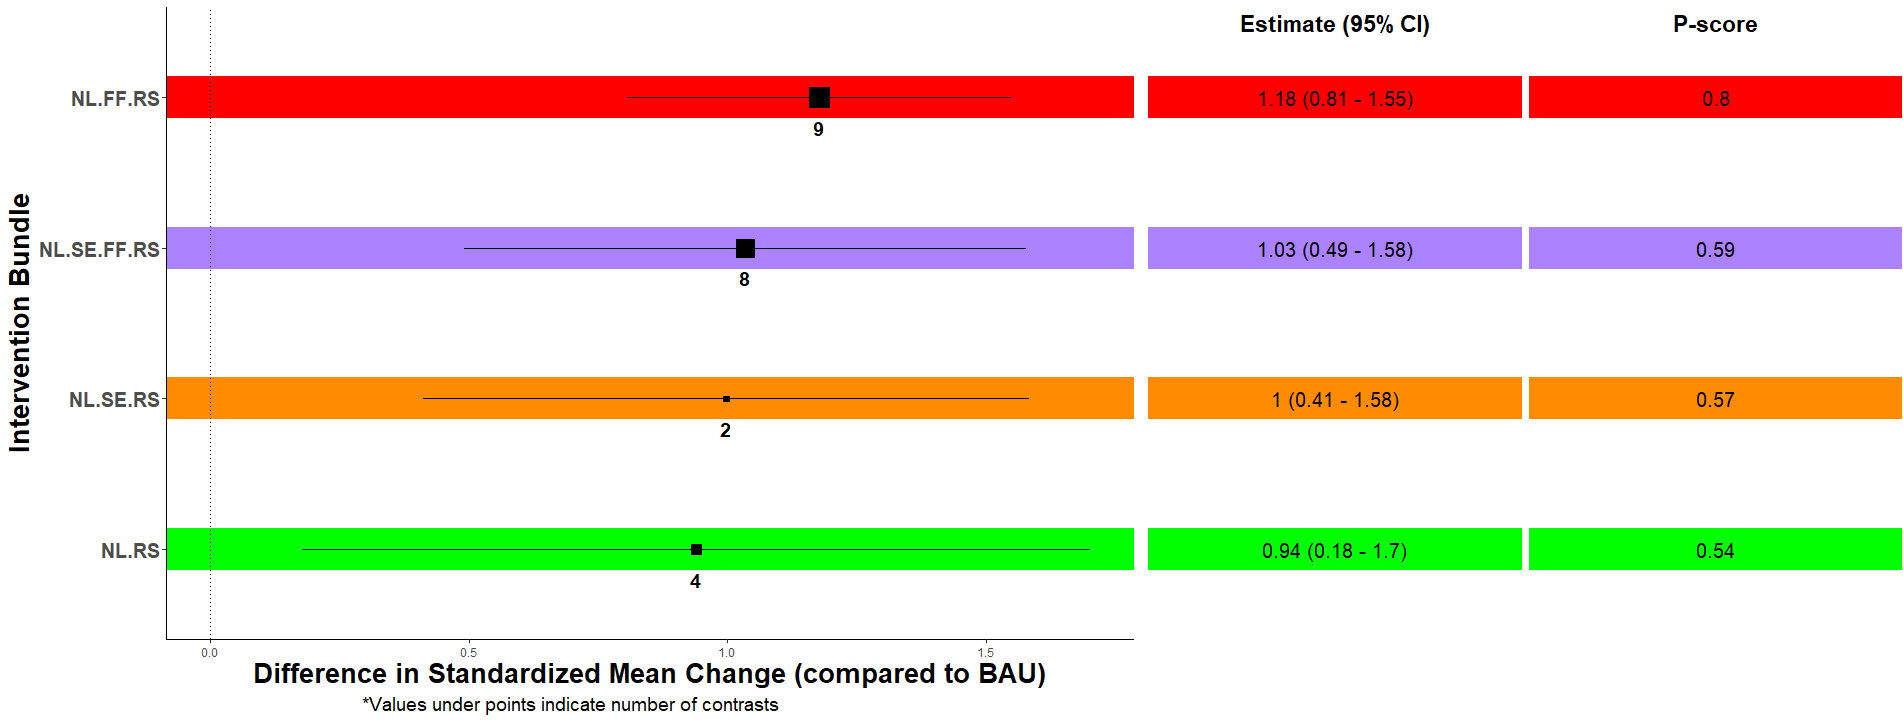 Estimate (95% CI) P-score
NL.FF.RS 1.18 (0.81 - 1.55) 0.8
9
NL.SE.FF.RS 1.03 (0.49 - 1.58) 0.59
8
NL.SE.RS 1 (0.41 - 1.58) 0.57
2
NL.RS 0.94 (0.18 - 1.7) 0.54
4
Intervention Bundle
0.0 0.5 1.0 1.5
Difference in Standardized Mean Change (compared to BAU)
*Values under points indicate number of contrasts